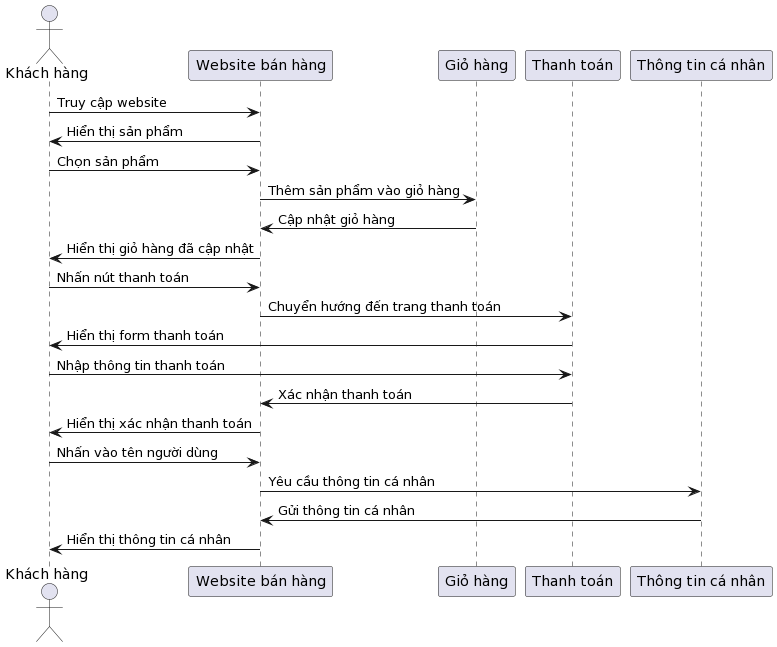 Khách hàng
Website bán hàng
Giỏ hàng
Thanh toán
Thông tin cá nhân
Truy cập website
Hiển thị sản phẩm
Chọn sản phẩm
Thêm sản phẩm vào giỏ hàng
Cập nhật giỏ hàng
Hiển thị giỏ hàng đã cập nhật
Nhấn nút thanh toán
Chuyển hướng đến trang thanh toán
Hiển thị form thanh toán
Nhập thông tin thanh toán
Xác nhận thanh toán
Hiển thị xác nhận thanh toán
Nhấn vào tên người dùng
Yêu cầu thông tin cá nhân
Gửi thông tin cá nhân
Hiển thị thông tin cá nhân
Khách hàng
Website bán hàng
Giỏ hàng
Thanh toán
Thông tin cá nhân